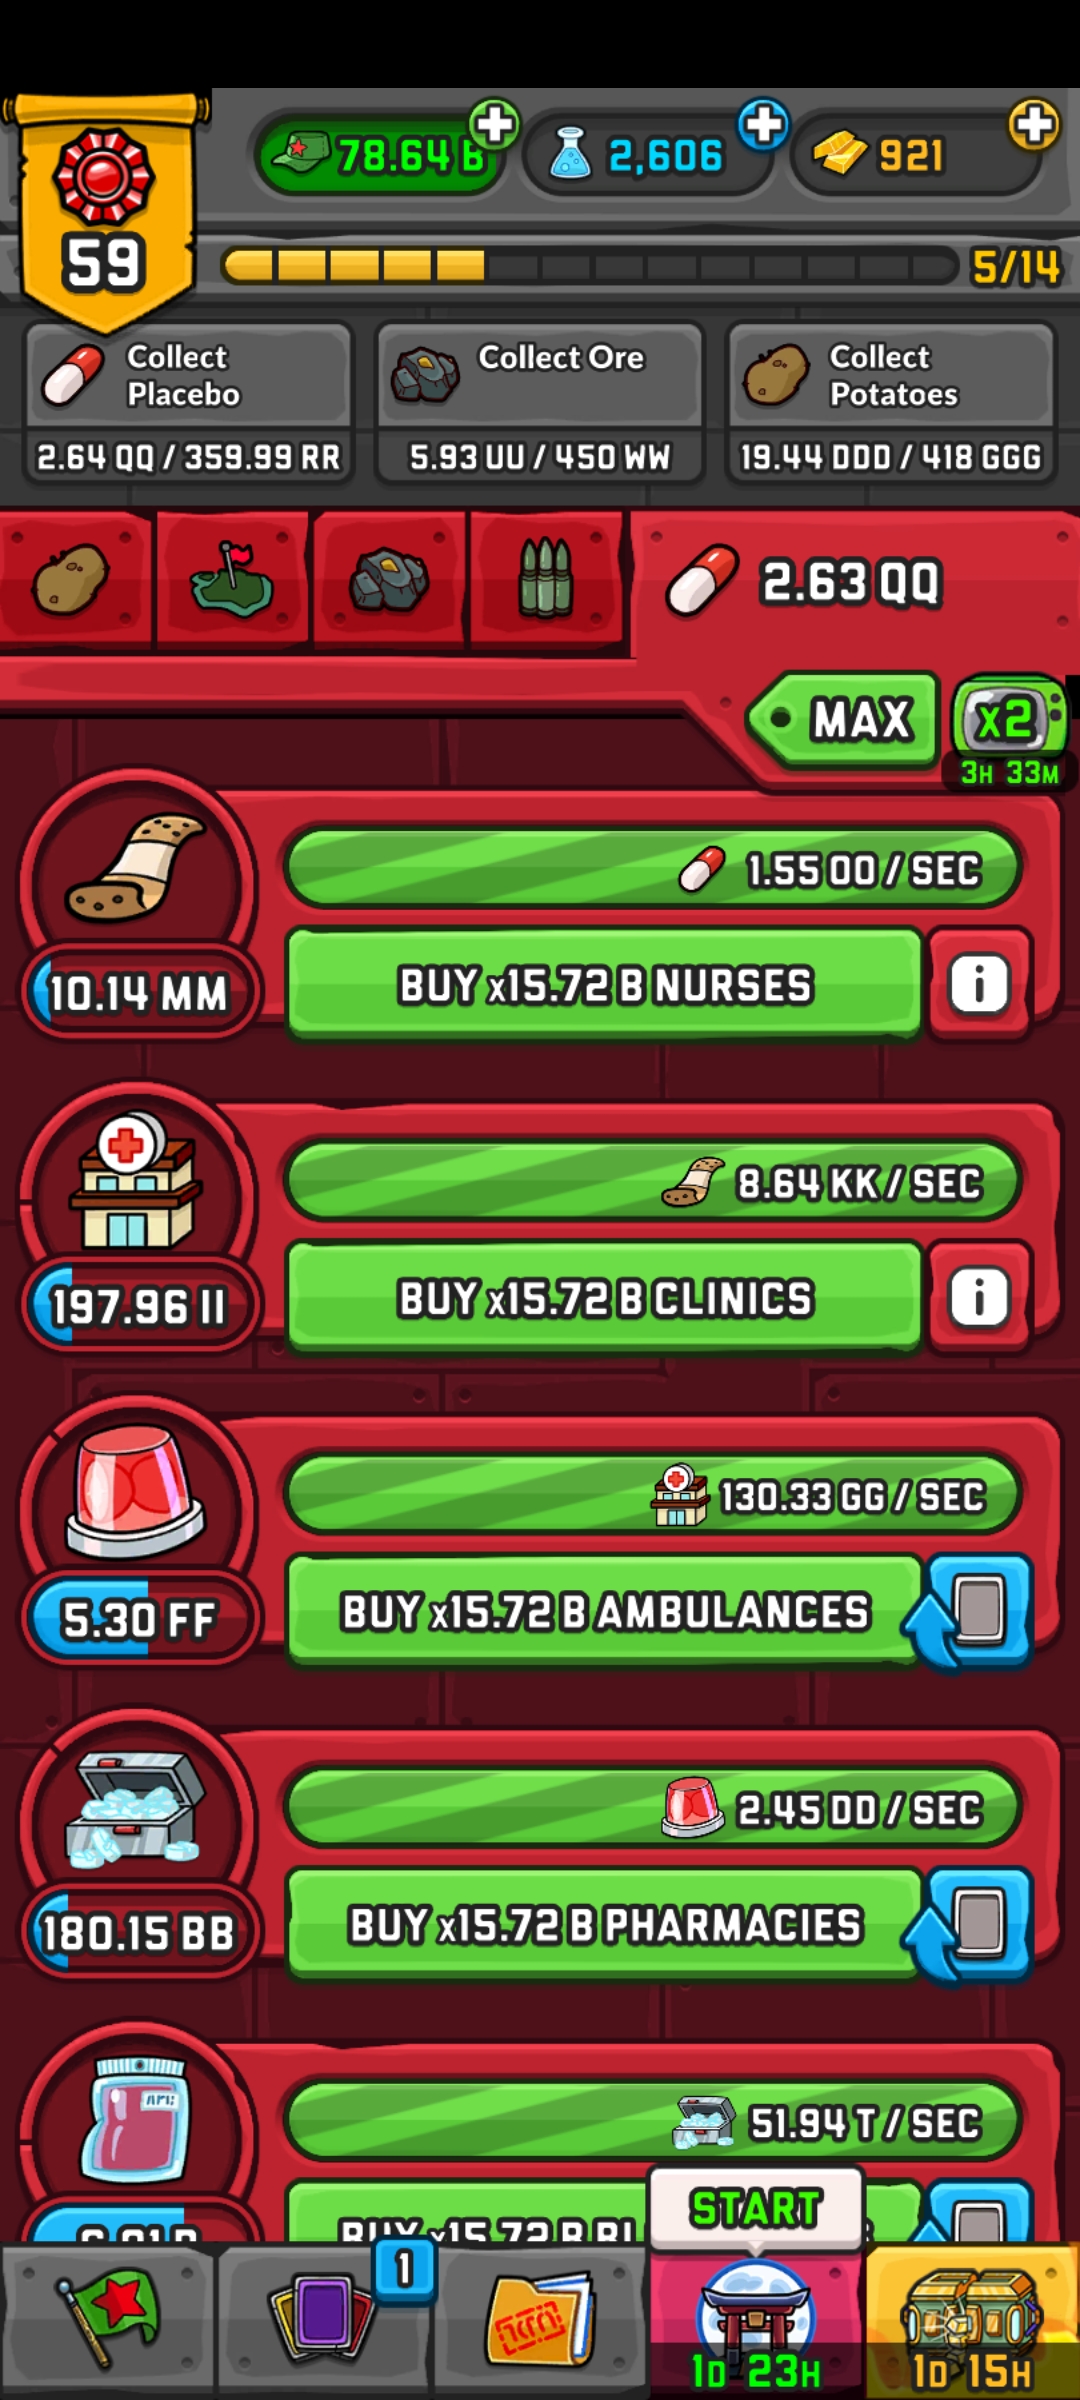 78.64 B
2,606
921
59
5/14
Collect
Placebo
2.64 QQ / 359.99 RR
Collect Ore
5.93 UU / 450 WW
Collect
Potatoes
19.44 DDD / 418 GGG
2.63 QQ
MAX
x2
3H 33M
1.55 OO / SEC
10.14 MM
BUY x15.72 B NURSES
i
8.64 KK / SEC
197.96 II
BUY x15.72 B CLINICS
i
130.33 GG / SEC
5.30 FF
BUY x15.72 B AMBULANCES
2.45 DD / SEC
180.15 BB
BUY x15.72 B PHARMACIES
51.94 T / SEC
BUY x15.72 B
START
1
1D 23H
1D 15H